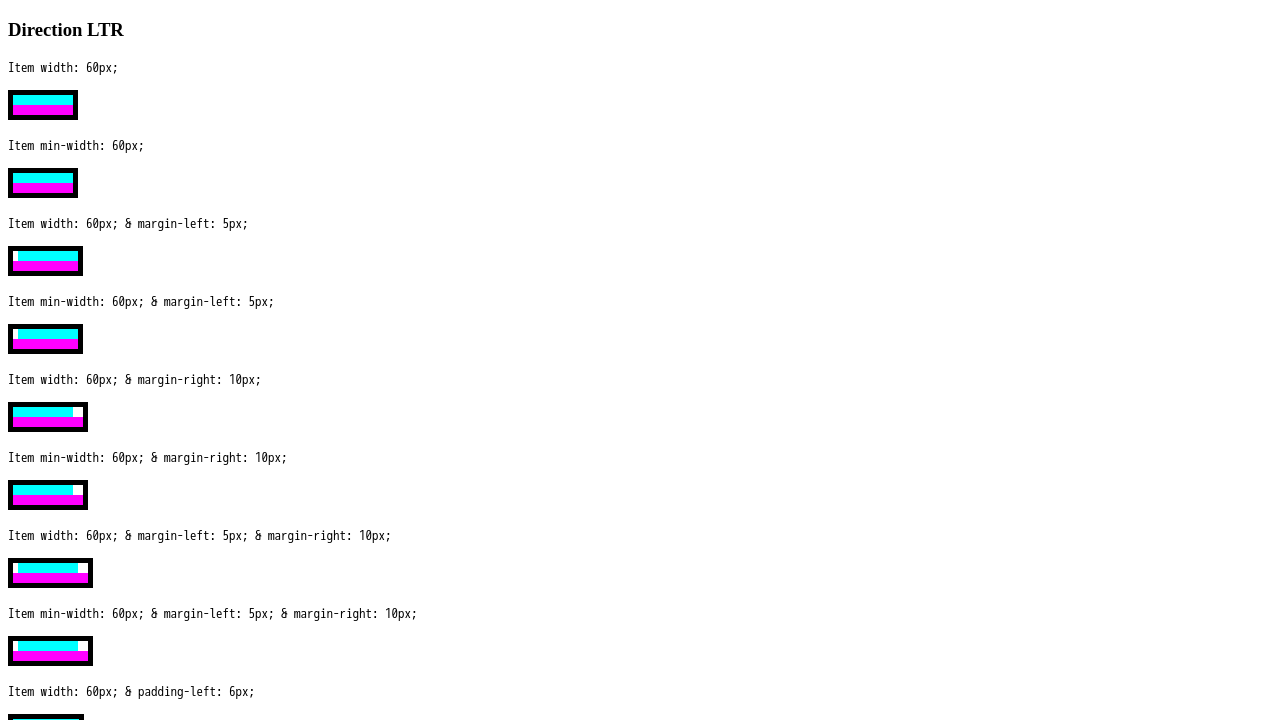 Direction LTR
Item width: 60px;
Item min-width: 60px;
Item width: 60px; & margin-left: 5px;
Item min-width: 60px; & margin-left: 5px;
Item width: 60px; & margin-right: 10px;
Item min-width: 60px; & margin-right: 10px;
Item width: 60px; & margin-left: 5px; & margin-right: 10px;
Item min-width: 60px; & margin-left: 5px; & margin-right: 10px;
Item width: 60px; & padding-left: 6px;